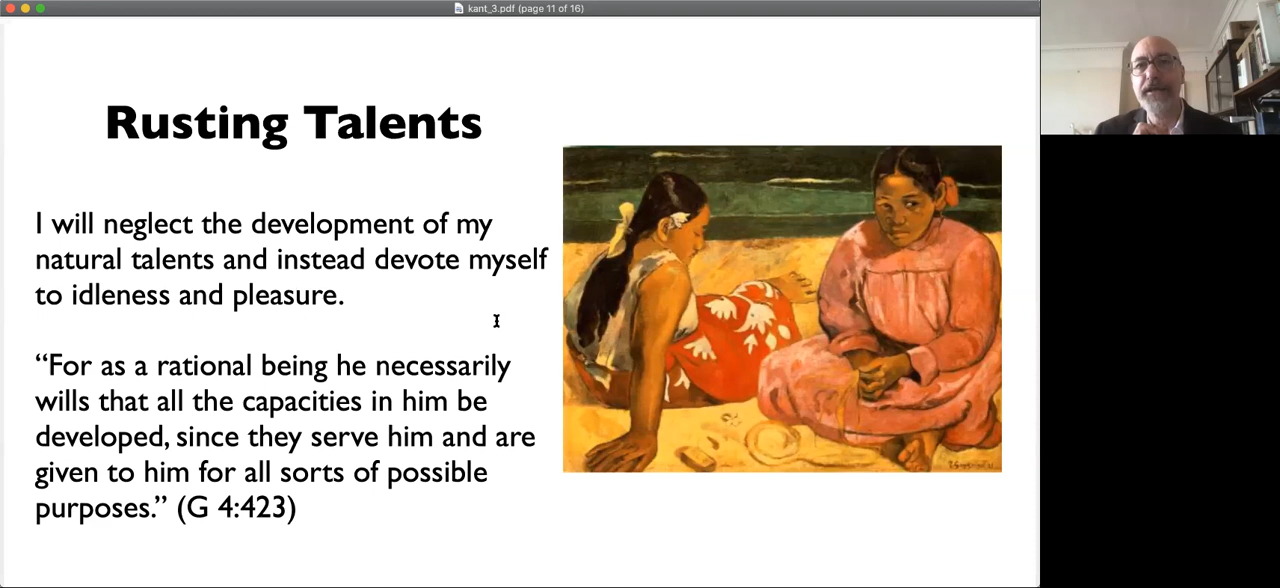 kant_3.pdf (page 11 of 16)
Rusting Talents
I will neglect the development of my
natural talents and instead devote myself
to idleness and pleasure.
“For as a rational being he necessarily
wills that all the capacities in him be
developed, since they serve him and are
given to him for all sorts of possible
purposes.” (G 4:423)